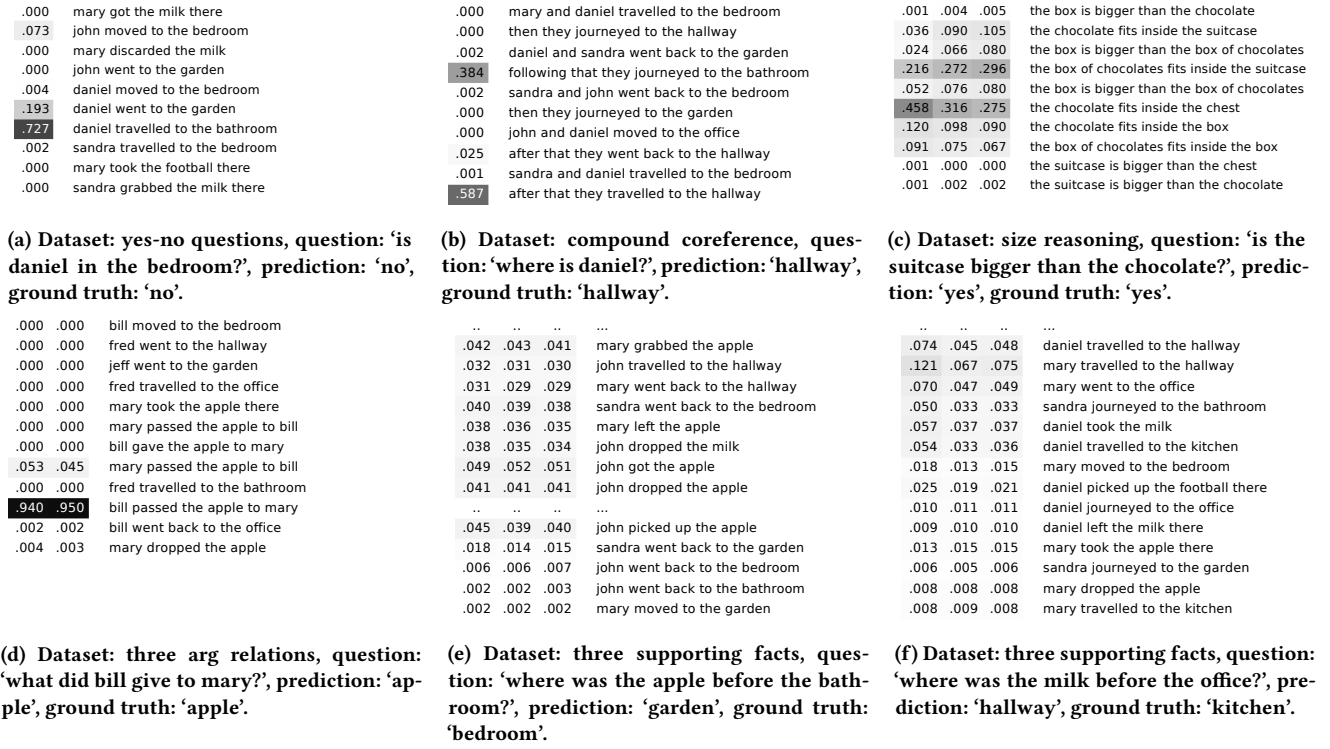 .000 mary got the milk there
.073 john moved to the bedroom
.000 mary discarded the milk
.000 john went to the garden
.004 daniel moved to the bedroom
.193 daniel went to the garden
.727 daniel travelled to the bathroom
.002 sandra travelled to the bedroom
.000 mary took the football there
.000 sandra grabbed the milk there
(a) Dataset: yes-no questions, question: ‘is
daniel in the bedroom?’, prediction: ‘no’,
ground truth: ‘no’.
.000 mary and daniel travelled to the bedroom
.000 then they journeyed to the hallway
.002 daniel and sandra went back to the garden
.384 following that they journeyed to the bathroom
.002 sandra and john went back to the bedroom
.000 then they journeyed to the garden
.000 john and daniel moved to the office
.025 after that they went back to the hallway
.001 sandra and daniel travelled to the bedroom
.587 after that they travelled to the hallway
(b) Dataset: compound coreference, ques-
tion: ‘where is daniel?’, prediction: ‘hallway’,
ground truth: ‘hallway’.
.001 .004 .005 the box is bigger than the chocolate
.036 .090 .105 the chocolate fits inside the suitcase
.024 .066 .080 the box is bigger than the box of chocolates
.216 .272 .296 the box of chocolates fits inside the suitcase
.052 .076 .080 the box is bigger than the box of chocolates
.458 .316 .275 the chocolate fits inside the chest
.120 .098 .090 the chocolate fits inside the box
.091 .075 .067 the box of chocolates fits inside the box
.001 .000 .000 the suitcase is bigger than the chest
.001 .002 .002 the suitcase is bigger than the chocolate
(c) Dataset: size reasoning, question: ‘is the
suitcase bigger than the chocolate?’, predic-
tion: ‘yes’, ground truth: ‘yes’.
.000 .000 bill moved to the bedroom
.000 .000 fred went to the hallway
.000 .000 jeff went to the garden
.000 .000 fred travelled to the office
.000 .000 mary took the apple there
.000 .000 mary passed the apple to bill
.000 .000 bill gave the apple to mary
.053 .045 mary passed the apple to bill
.000 .000 fred travelled to the bathroom
.940 .950 bill passed the apple to mary
.002 .002 bill went back to the office
.004 .003 mary dropped the apple
(d) Dataset: three arg relations, question:
‘what did bill give to mary?’, prediction: ‘ap-
ple’, ground truth: ‘apple’.
.. .. .. ...
.042 .043 .041 mary grabbed the apple
.032 .031 .030 john travelled to the hallway
.031 .029 .029 mary went back to the hallway
.040 .039 .038 sandra went back to the bedroom
.038 .036 .035 mary left the apple
.038 .035 .034 john dropped the milk
.049 .052 .051 john got the apple
.041 .041 .041 john dropped the apple
.. .. .. ...
.045 .039 .040 john picked up the apple
.018 .014 .015 sandra went back to the garden
.006 .006 .007 john went back to the bedroom
.002 .002 .003 john went back to the bathroom
.002 .002 .002 mary moved to the garden
(e) Dataset: three supporting facts, ques-
tion: ‘where was the apple before the bath-
room?’, prediction: ‘garden’, ground truth:
‘bedroom’.
.. .. .. ...
.074 .045 .048 daniel travelled to the hallway
.121 .067 .075 mary travelled to the hallway
.070 .047 .049 mary went to the office
.050 .033 .033 sandra journeyed to the bathroom
.057 .037 .037 daniel took the milk
.054 .033 .036 daniel travelled to the kitchen
.018 .013 .015 mary moved to the bedroom
.025 .019 .021 daniel picked up the football there
.010 .011 .011 daniel journeyed to the office
.009 .010 .010 daniel left the milk there
.013 .015 .015 mary took the apple there
.006 .005 .006 sandra journeyed to the garden
.008 .008 .008 mary dropped the apple
.008 .009 .008 mary travelled to the kitchen
(f) Dataset: three supporting facts, question:
‘where was the milk before the office?’, pre-
diction: ‘hallway’, ground truth: ‘kitchen’.